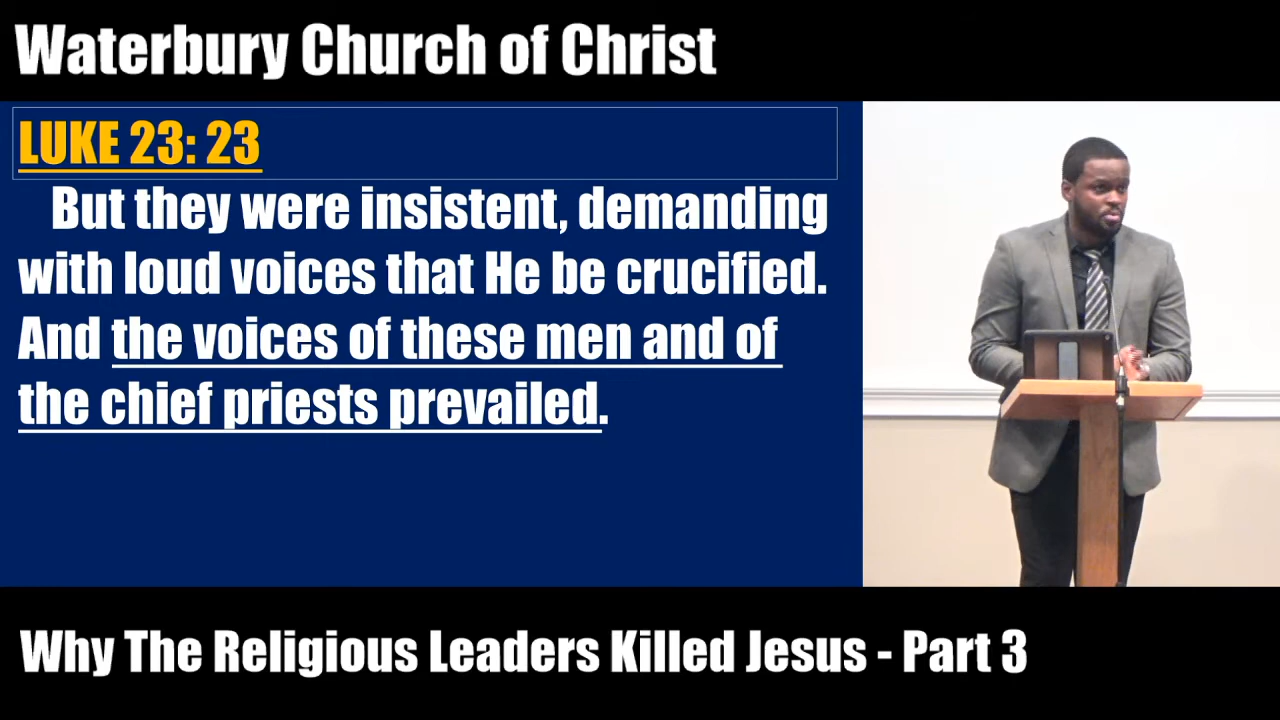 Waterbury Church of Christ
LUKE 23: 23
But they were insistent, demanding
with loud voices that He be crucified.
And the voices of these men and of
the chief priests prevailed.
Why The Religious Leaders Killed Jesus - Part 3